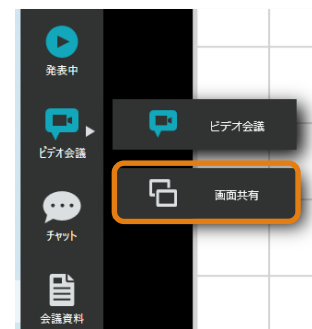 発表中
ビデオ会議
ビデオ会議
画面共有
チャット
会議資料